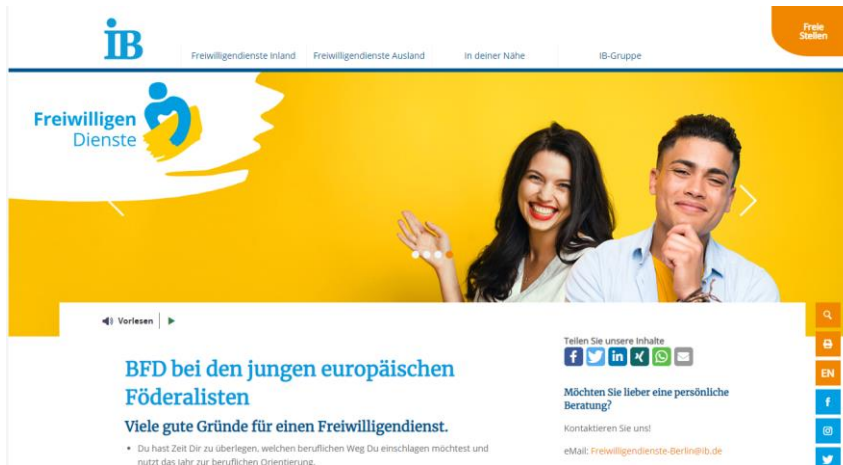 iB
Freie
Stellen
Freiwilligendienste Inland
Freiwilligendienste Ausland
in deiner Nähe
IB-Gruppe
Freiwilligen
Dienste
Vorlesen
BFD bei den jungen europäischen
Föderalisten
Viele gute Gründe für einen Freiwilligendienst.
• Du hast Zeit Dir zu überlegen, welchen beruflichen Weg Du einschlagen möchtest und
nutzt das Jahr zur beruflichen Orientierung.
Teilen Sie unsere Inhalte
Möchten Sie lieber eine persönliche
Beratung?
Kontaktieren Sie uns!
eMail: Freiwilligendienste-Berlin@ib.de
EN